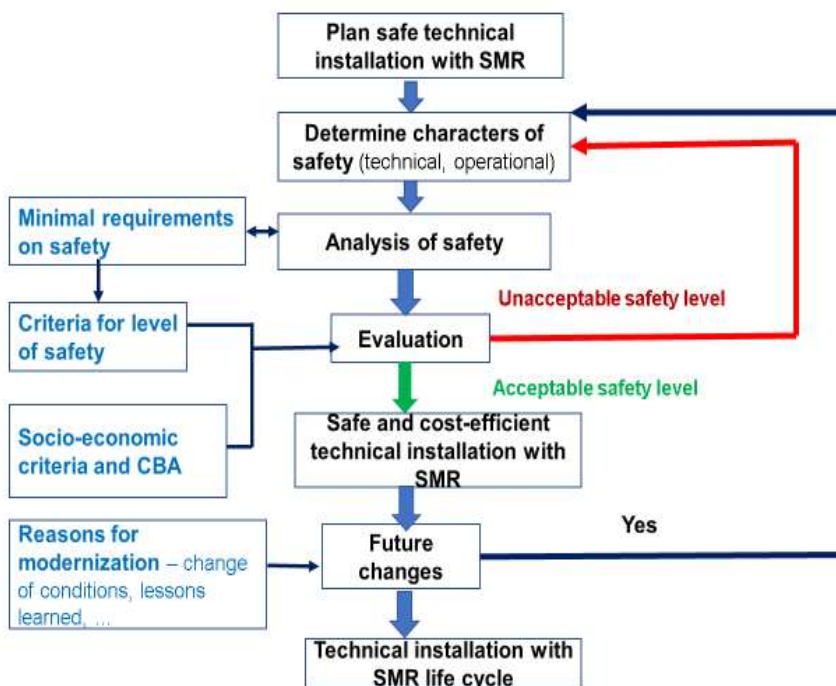 Plan safe technical
installation with SMR
Determine characters of
safety (technical, operational)
Minimal requirements
on safety
Analysis of safety
Unacceptable safety level
Criteria for level
of safety
Evaluation
Acceptable safety level
Socio-economic
criteria and CBA
Safe and cost-efficient
technical installation with
SMR
Reasons for
modernization – change
of conditions, lessons
learned, ...
Future
changes
Yes
Technical installation with
SMR life cycle